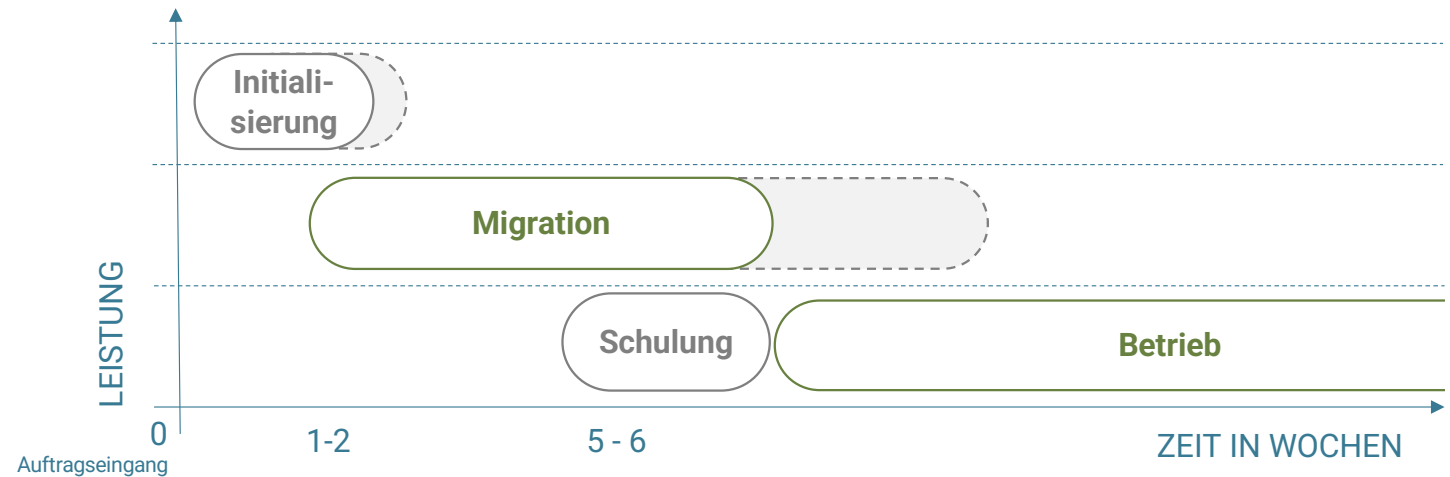 Initiali-
sierung
Migration
Schulung
Betrieb
LEISTUNG
0
1-2
5 - 6
ZEIT IN WOCHEN
Auftragseingang